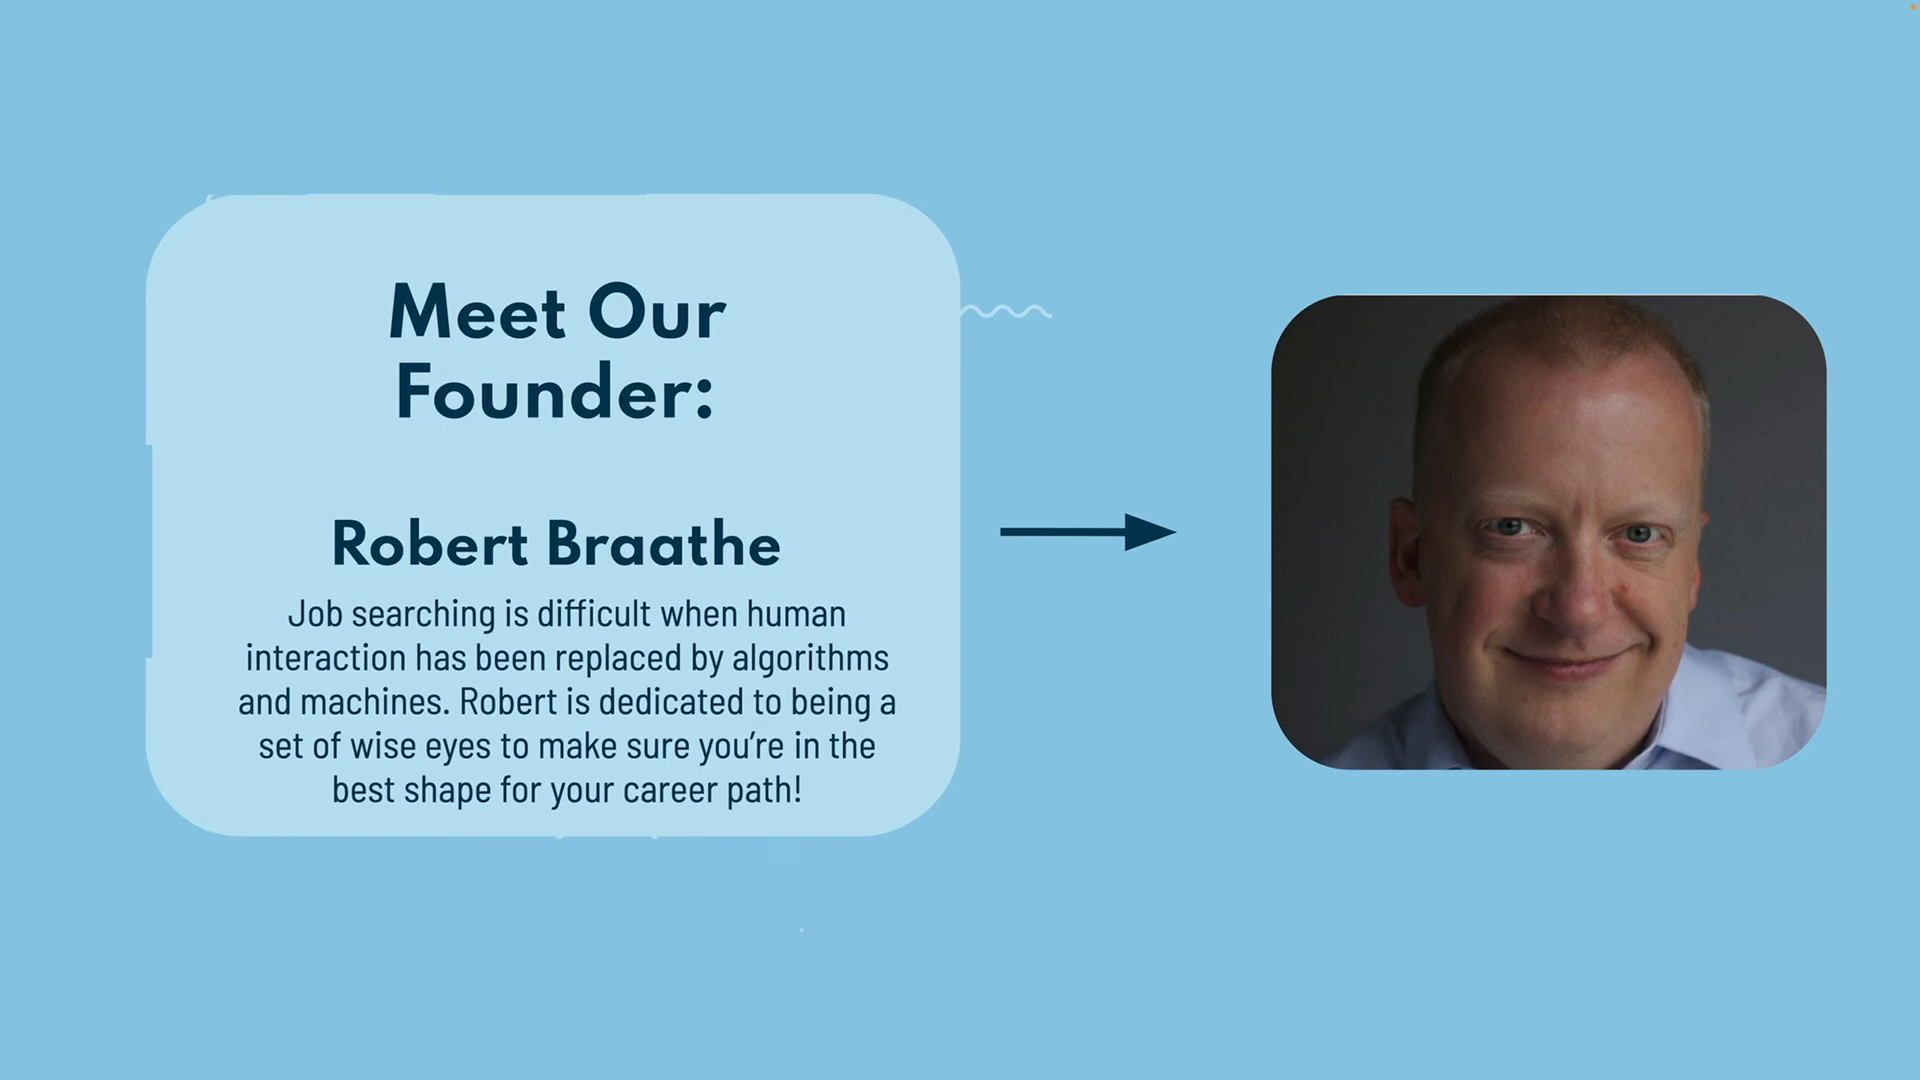 Meet Our
Founder:
Robert Braathe
Job searching is difficult when human
interaction has been replaced by algorithms
and machines. Robert is dedicated to being a
set of wise eyes to make sure you’re in the
best shape for your career path!